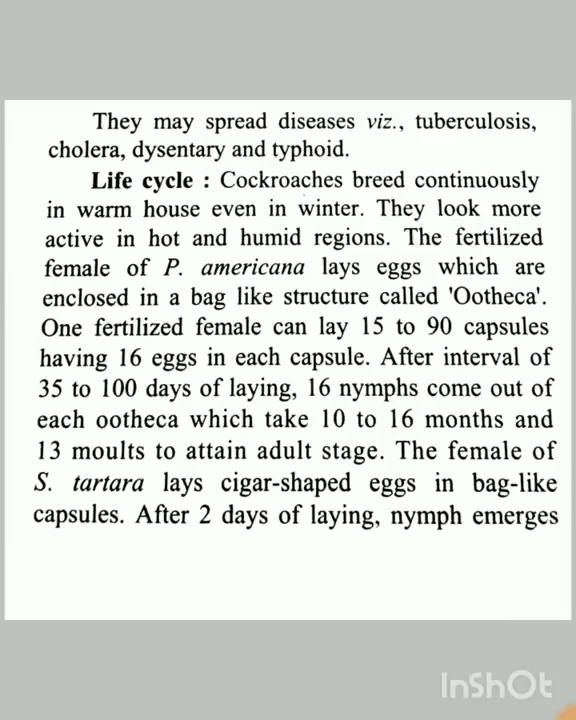 They may spread diseases viz., tuberculosis,
cholera, dysentary and typhoid.
Life cycle : Cockroaches breed continuously
in warm house even in winter. They look more
active in hot and humid regions. The fertilized
female of P. americana lays eggs which are
enclosed in a bag like structure called 'Ootheca'.
One fertilized female can lay 15 to 90 capsules
having 16 eggs in each capsule. After interval of
35 to 100 days of laying, 16 nymphs come out of
each ootheca which take 10 to 16 months and
13 moults to attain adult stage. The female of
S. tartara lays cigar-shaped eggs in bag-like
capsules. After 2 days of laying, nymph emerges
InShOt